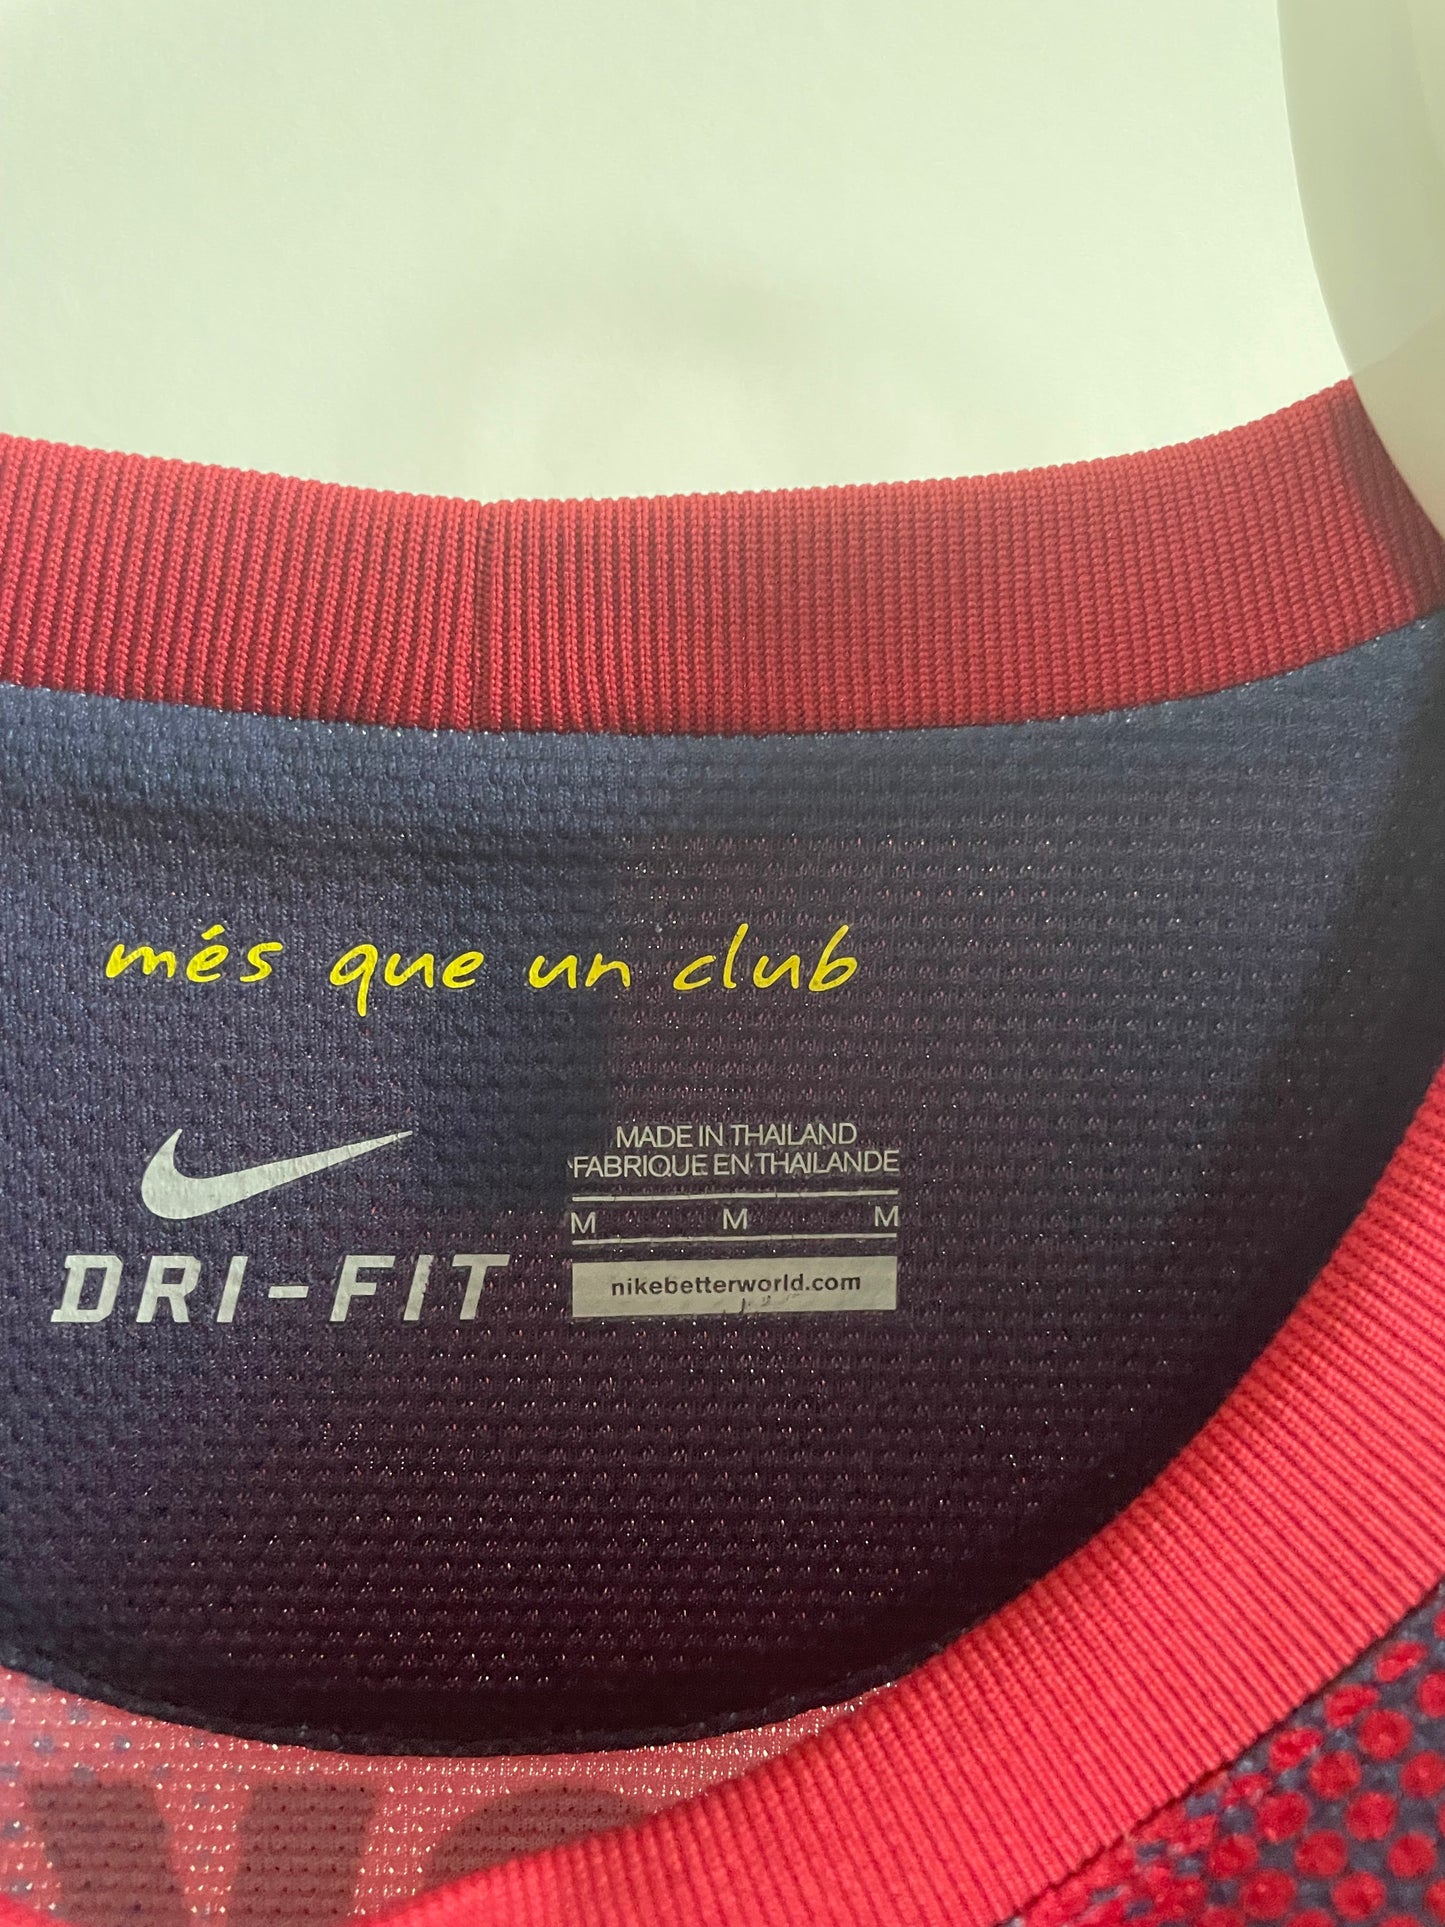 més que un club
MADE IN THAILAND
FABRIQUE EN THAILANDE
M M M
DRI-FIT
nikebetterworld.com